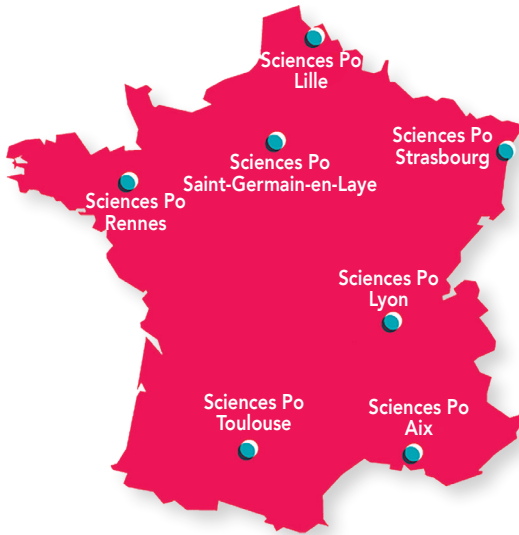 Sciences Po
Lille
Sciences Po
Strasbourg
Sciences Po
Saint-Germain-en-Laye
Sciences Po
Rennes
Sciences Po
Lyon
Sciences Po
Toulouse
Sciences Po
Aix